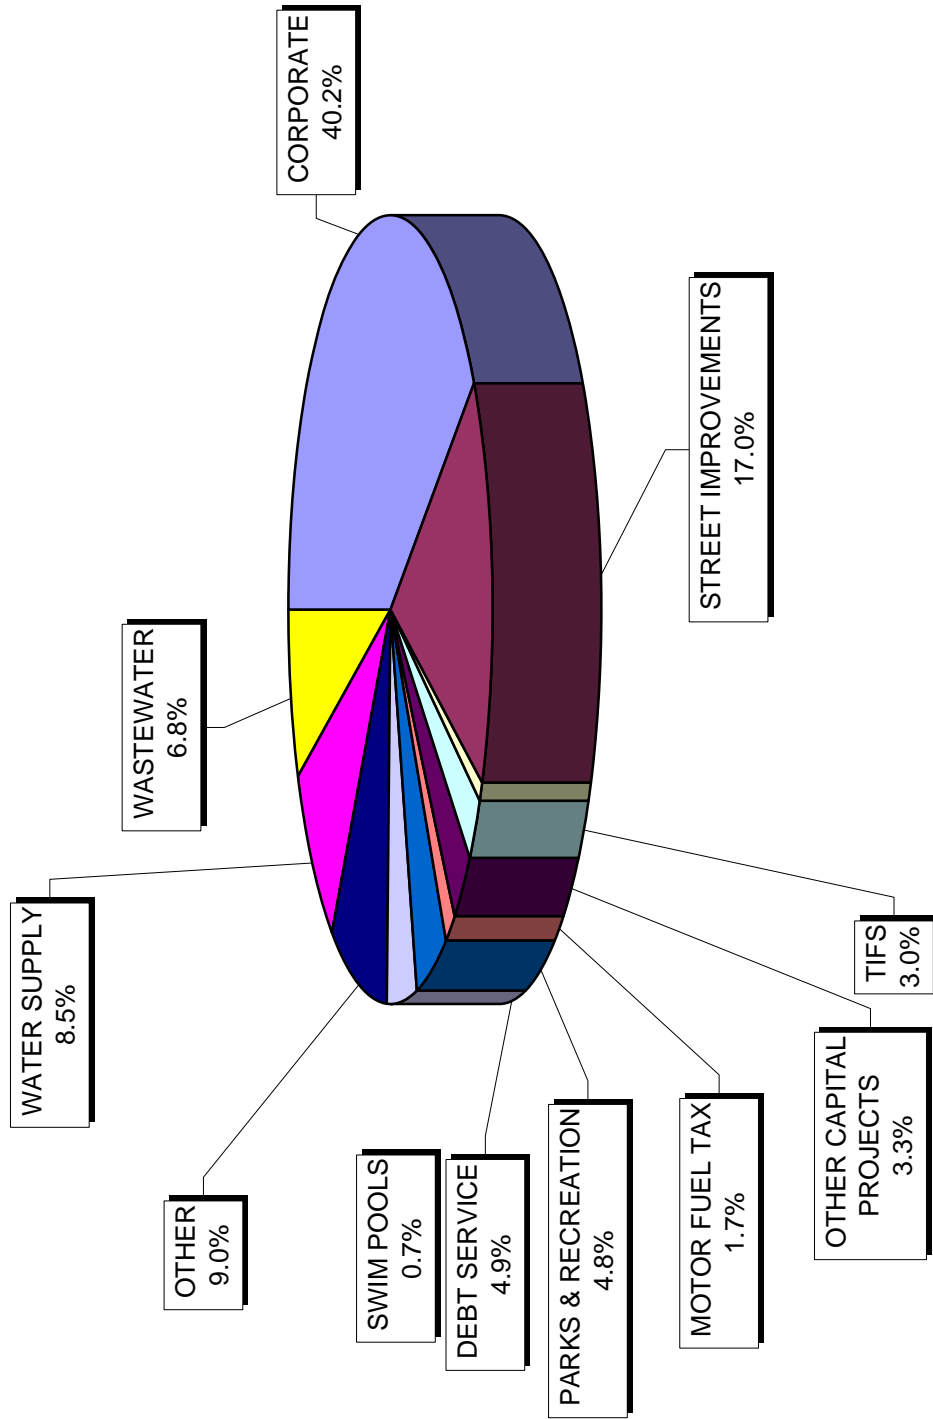 CORPORATE
40.2%
STREET IMPROVEMENTS
17.0%
TIFS
3.0%
OTHER CAPITAL
PROJECTS
3.3%
MOTOR FUEL TAX
1.7%
PARKS & RECREATION
4.8%
DEBT SERVICE
4.9%
SWIM POOLS
0.7%
OTHER
9.0%
WATER SUPPLY
8.5%
WASTEWATER
6.8%